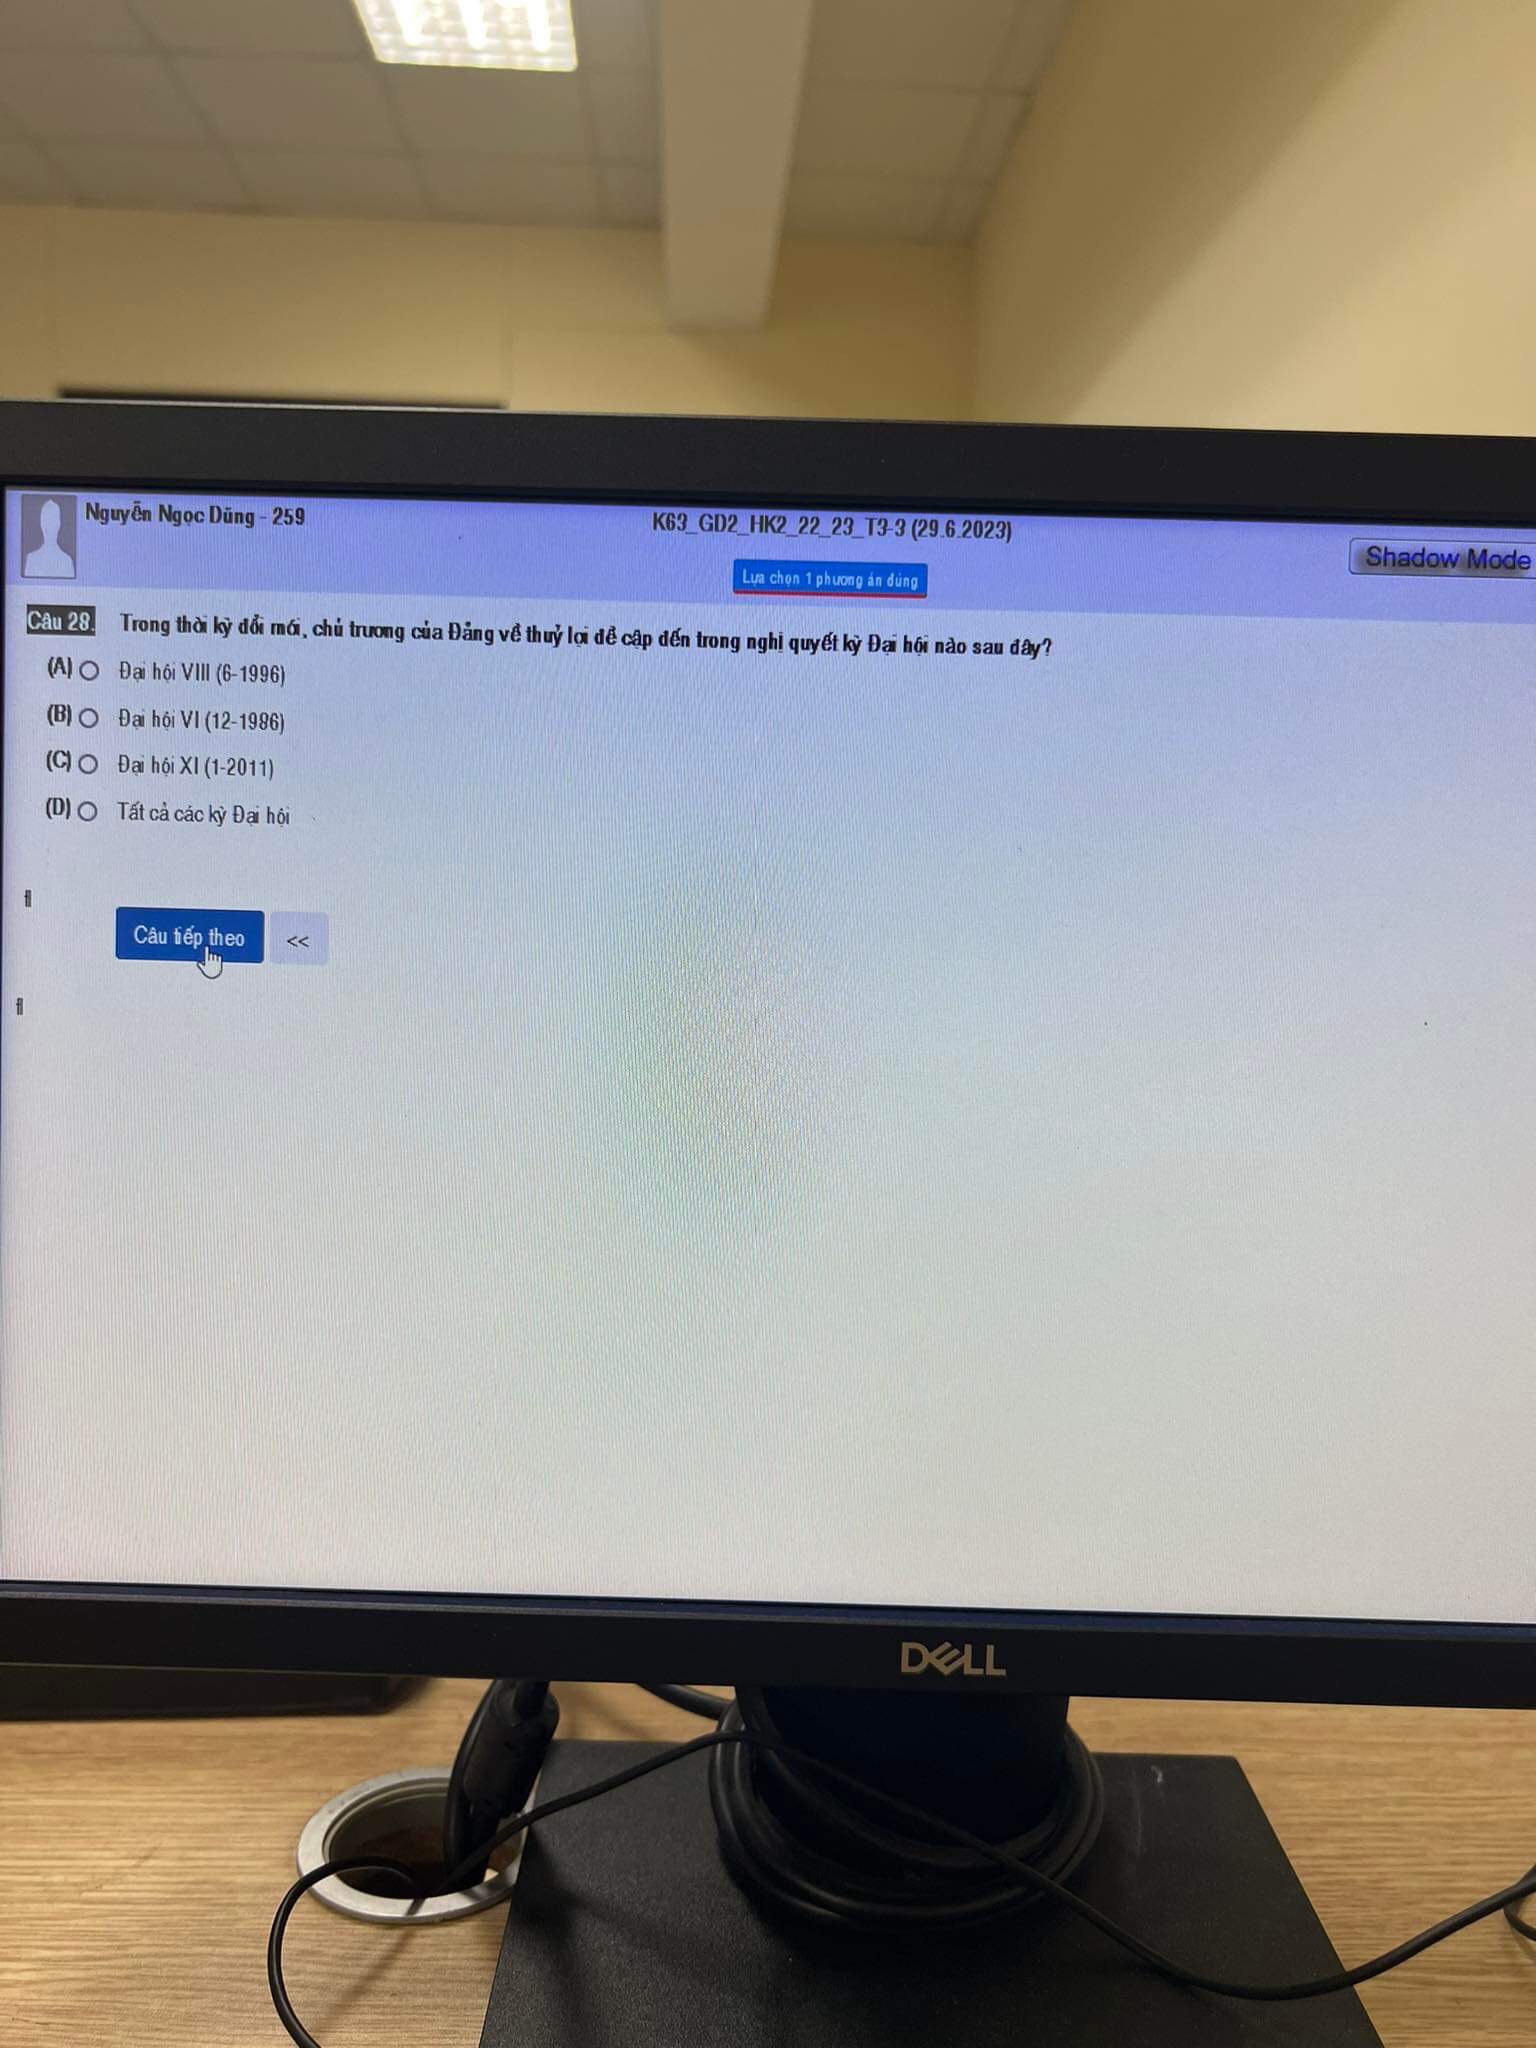 Nguyễn Ngọc Dũng - 259
K63_GD2_HK2_22_23_T3-3 (29.6.2023)
Shadow Mode
Lựa chọn 1 phương án đúng
Câu 28. Trong thời kỳ đổi mới, chủ trương của Đảng về thuỷ lợi đề cập đến trong nghị quyết kỳ Đại hội nào sau đây?
(A) Đại hội VIII (6-1996)
(B) Đại hội VI (12-1986)
(C) Đại hội XI (1-2011)
(D) Tất cả các kỳ Đại hội
Câu tiếp theo <<
DELL